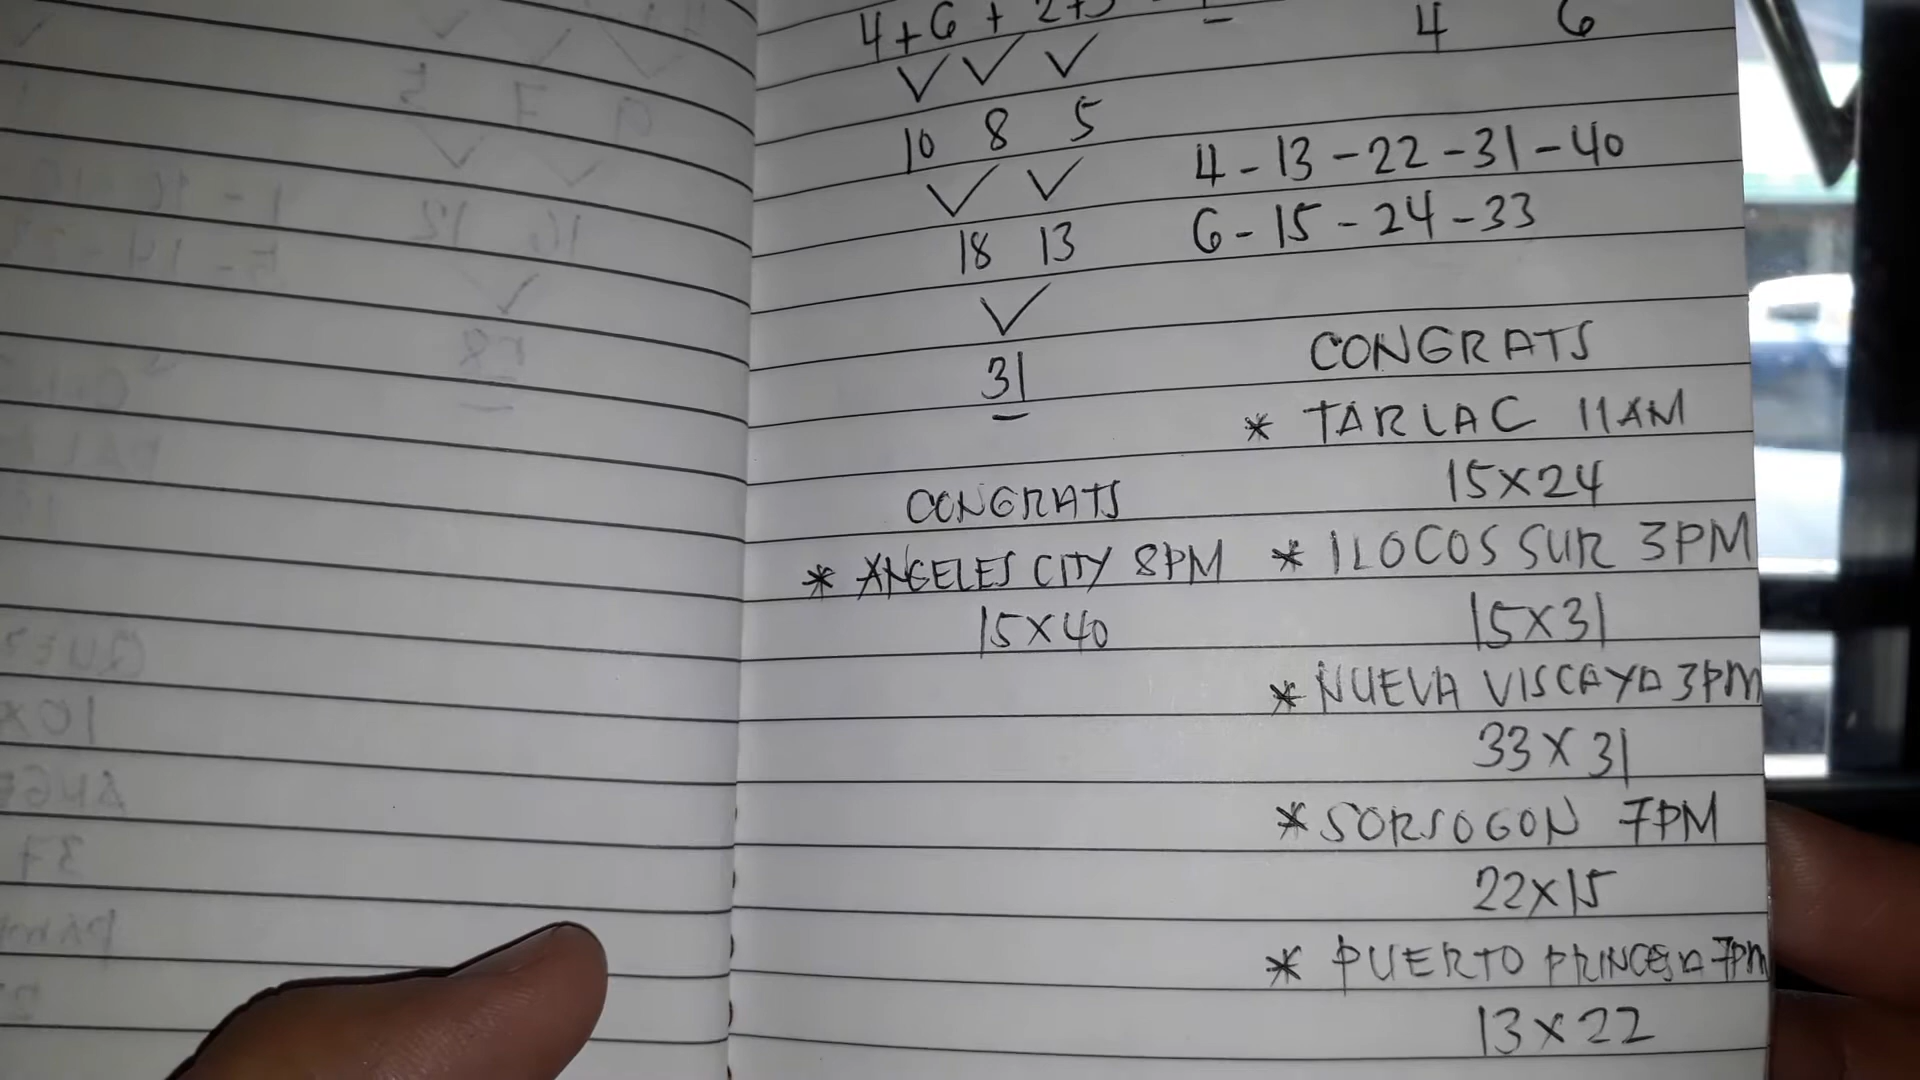 4+6+2+3
4 6
10 8 5
4-13-22-31-40
18 13
6-15-24-33
31
CONGRATS
* TARLAC 11AM
15X24
* ILOCOS SUR 3PM
15X31
* NUEVA VISCAYA 3PM
33X31
* SORSOGON 7PM
22X15
* PUERTO PRINCESA 7PM
13X22
CONGRATS
* ANGELES CITY 8PM
15X40